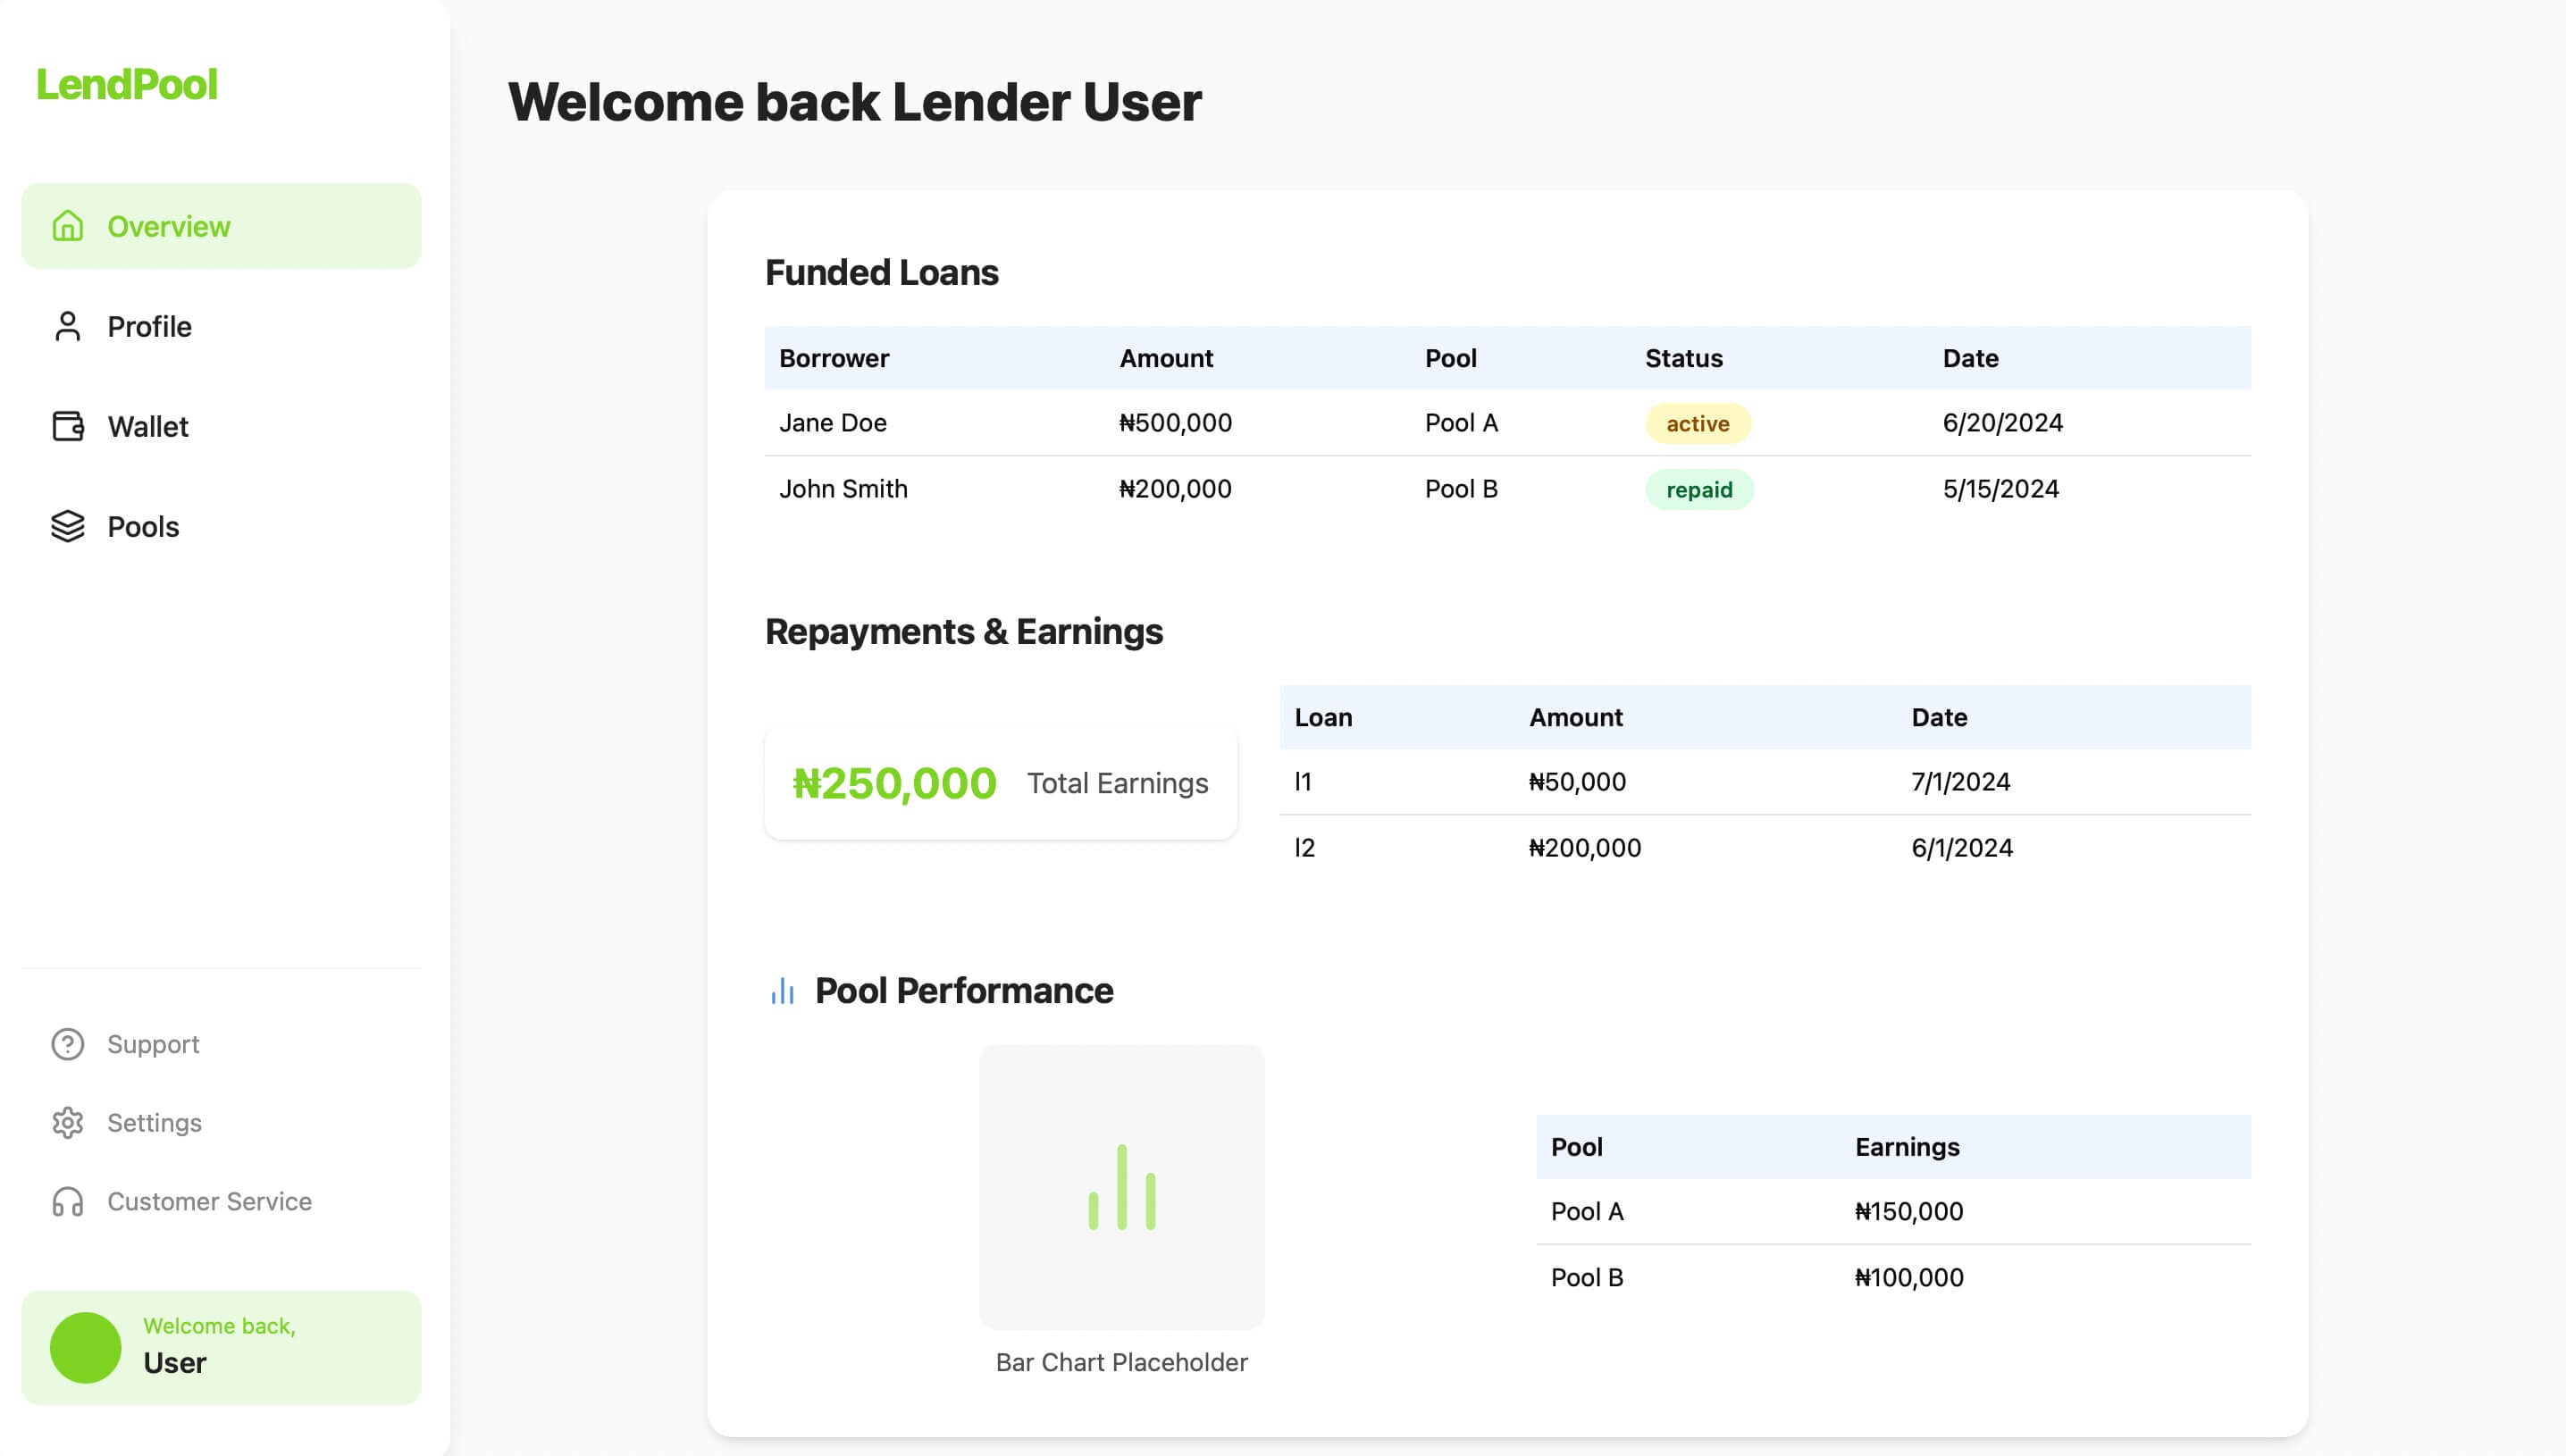 LendPool
Overview
Profile
Wallet
Pools
Support
Settings
Customer Service
Welcome back,
User
Welcome back Lender User
Funded Loans
Borrower Amount Pool Status Date
Jane Doe ₦500,000 Pool A active 6/20/2024
John Smith ₦200,000 Pool B repaid 5/15/2024
Repayments & Earnings
₦250,000 Total Earnings
Loan Amount Date
l1 ₦50,000 7/1/2024
l2 ₦200,000 6/1/2024
Pool Performance
Bar Chart Placeholder
Pool Earnings
Pool A ₦150,000
Pool B ₦100,000